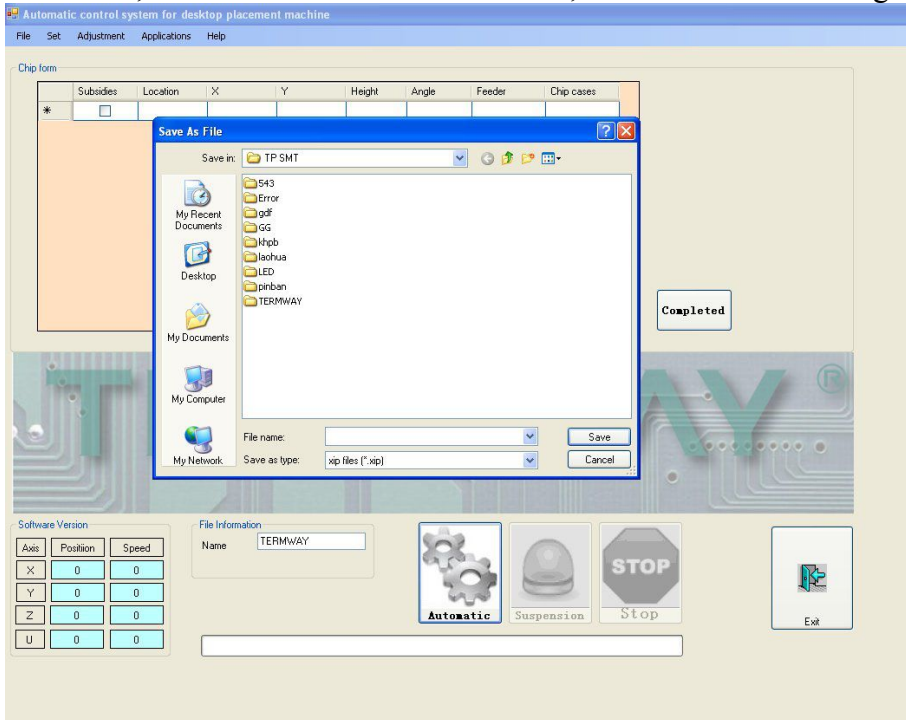 Automatic control system for desktop placement machine
File Set Adjustment Applications Help
Chip form
Subsidies Location X Y Height Angle Feeder Chip cases
*
Save As File
Save in: TP SMT
543
Error
gdf
GG
khpb
laohua
LED
pinban
TERMWAY
My Recent Documents
Desktop
My Documents
My Computer
My Network
File name:
Save
Save as type: xip files (*.xip)
Cancel
Completed
T WAY ®
Software Version
Axis Position Speed
X 0 0
Y 0 0
Z 0 0
U 0 0
File Information
Name TERMWAY
Automatic
Suspension
STOP
Stop
Exit